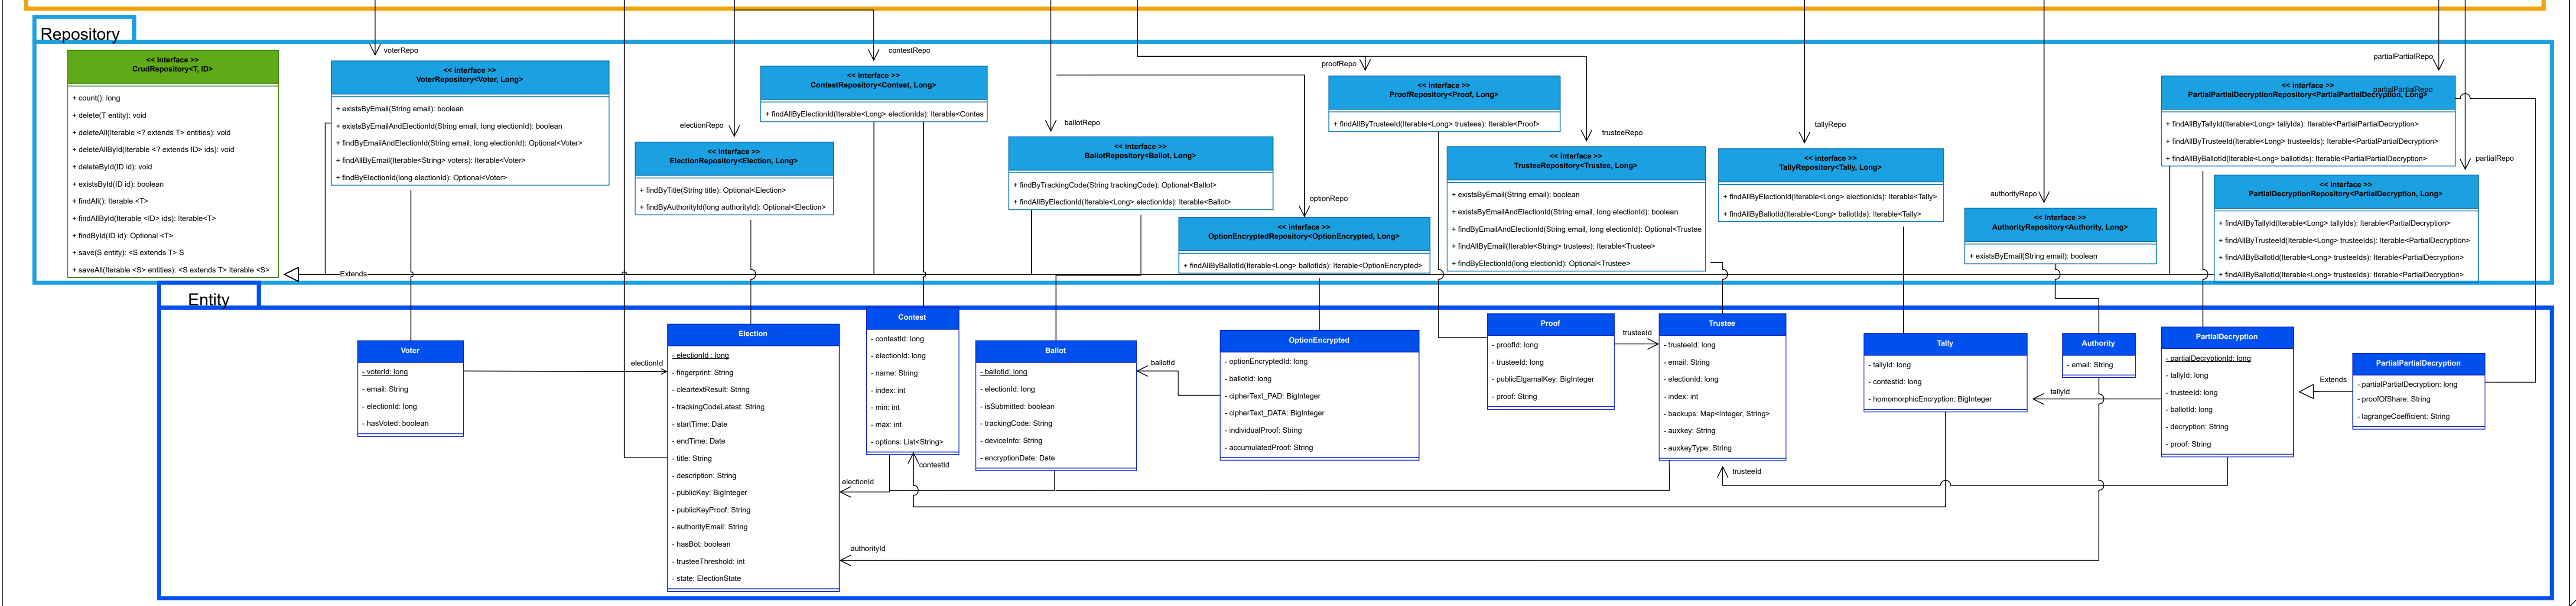 Repository
<< interface >>
CrudRepository<T, ID>
+ count(): long
+ delete(T entity): void
+ deleteAll(Iterable <? extends T> entities): void
+ deleteAllById(Iterable <? extends ID> ids): void
+ deleteById(ID id): void
+ existsById(ID id): boolean
+ findAll(): Iterable <T>
+ findAllById(Iterable <ID> ids): Iterable<T>
+ findById(ID id): Optional <T>
+ save(S entity): <S extends T> S
+ saveAll(Iterable <S> entities): <S extends T> Iterable <S>
Extends
voterRepo
<< interface >>
VoterRepository<Voter, Long>
+ existsByEmail(String email): boolean
+ existsByEmailAndElectionId(String email, long electionId): boolean
+ findByEmailAndElectionId(String email, long electionId): Optional<Voter>
+ findAllByEmail(Iterable<String> voters): Iterable<Voter>
+ findByElectionId(long electionId): Optional<Voter>
electionRepo
<< interface >>
ElectionRepository<Election, Long>
+ findByTitle(String title): Optional<Election>
+ findByAuthorityId(long authorityId): Optional<Election>
contestRepo
<< interface >>
ContestRepository<Contest, Long>
+ findAllByElectionId(Iterable<Long> electionIds): Iterable<Contes
ballotRepo
<< interface >>
BallotRepository<Ballot, Long>
+ findByTrackingCode(String trackingCode): Optional<Ballot>
+ findAllByElectionId(Iterable<Long> electionIds): Iterable<Ballot>
optionRepo
<< interface >>
OptionEncryptedRepository<OptionEncrypted, Long>
+ findAllByBallotId(Iterable<Long> ballotIds): Iterable<OptionEncrypted>
proofRepo
<< interface >>
ProofRepository<Proof, Long>
+ findAllByTrusteeId(Iterable<Long> trustees): Iterable<Proof>
trusteeRepo
<< interface >>
TrusteeRepository<Trustee, Long>
+ existsByEmail(String email): boolean
+ existsByEmailAndElectionId(String email, long electionId): boolean
+ findByEmailAndElectionId(String email, long electionId): Optional<Trustee
+ findAllByEmail(Iterable<String> trustees): Iterable<Trustee>
+ findByElectionId(long electionId): Optional<Trustee>
tallyRepo
<< interface >>
TallyRepository<Tally, Long>
+ findAllByElectionId(Iterable<Long> electionIds): Iterable<Tally>
+ findAllByBallotId(Iterable<Long> ballotIds): Iterable<Tally>
authorityRepo
<< interface >>
AuthorityRepository<Authority, Long>
+ existsByEmail(String email): boolean
partialPartialRepo
<< interface >>
partialPartialRepo
PartialPartialDecryptionRepository<PartialPartialDecryption, Long>
+ findAllByTallyId(Iterable<Long> tallyIds): Iterable<PartialPartialDecryption>
+ findAllByTrusteeId(Iterable<Long> trusteeIds): Iterable<PartialPartialDecryption>
+ findAllByBallotId(Iterable<Long> ballotIds): Iterable<PartialPartialDecryption>
partialRepo
<< interface >>
PartialDecryptionRepository<PartialDecryption, Long>
+ findAllByTallyId(Iterable<Long> tallyIds): Iterable<PartialDecryption>
+ findAllByTrusteeId(Iterable<Long> trusteeIds): Iterable<PartialDecryption>
+ findAllByBallotId(Iterable<Long> trusteeIds): Iterable<PartialDecryption>
+ findAllByBallotId(Iterable<Long> trusteeIds): Iterable<PartialDecryption>
Entity
Voter
- voterId: long
- email: String
- electionId: long
- hasVoted: boolean
electionId
Election
- electionId : long
- fingerprint: String
- cleartextResult: String
- trackingCodeLatest: String
- startTime: Date
- endTime: Date
- title: String
- description: String
- publicKey: BigInteger
- publicKeyProof: String
- authorityEmail: String
- hasBot: boolean
- trusteeThreshold: int
- state: ElectionState
Contest
- contestId: long
- electionId: long
- name: String
- index: int
- min: int
- max: int
- options: List<String>
contestId
electionId
authorityId
Ballot
- ballotId: long
- electionId: long
- isSubmitted: boolean
- trackingCode: String
- deviceInfo: String
- encryptionDate: Date
ballotId
OptionEncrypted
- optionEncryptedId: long
- ballotId: long
- cipherText_PAD: BigInteger
- cipherText_DATA: BigInteger
- individualProof: String
- accumulatedProof: String
Proof
- proofId: long
- trusteeId: long
- publicElgamalKey: BigInteger
- proof: String
trusteeId
Trustee
- trusteeId: long
- email: String
- electionId: long
- index: int
- backups: Map<Integer, String>
- auxkey: String
- auxkeyType: String
trusteeId
Tally
- tallyId: long
- contestId: long
- homomorphicEncryption: BigInteger
Authority
- email: String
tallyId
PartialDecryption
- partialDecryptionId: long
- tallyId: long
- trusteeId: long
- ballotId: long
- decryption: String
- proof: String
Extends
PartialPartialDecryption
- partialPartialDecryption: long
- proofOfShare: String
- lagrangeCoefficient: String